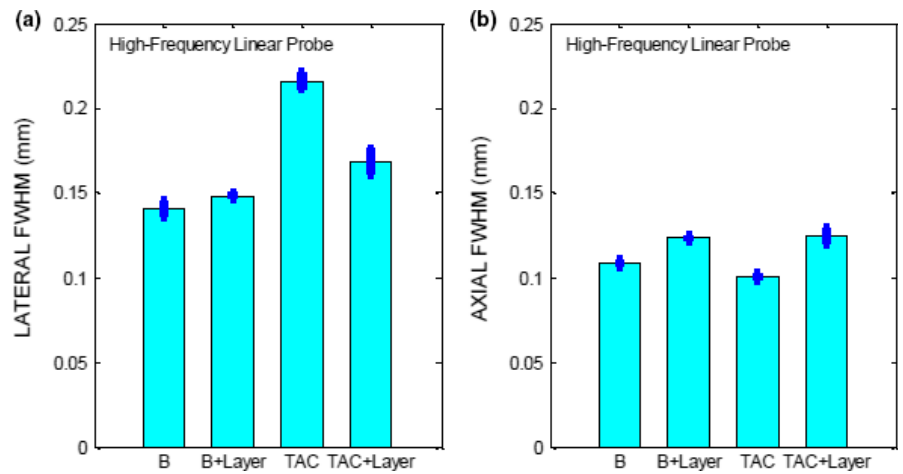 (a)
High-Frequency Linear Probe
LATERAL FWHM (mm)
0.25
0.2
0.15
0.1
0.05
0
B B+Layer TAC TAC+Layer
(b)
High-Frequency Linear Probe
AXIAL FWHM (mm)
0.25
0.2
0.15
0.1
0.05
0
B B+Layer TAC TAC+Layer